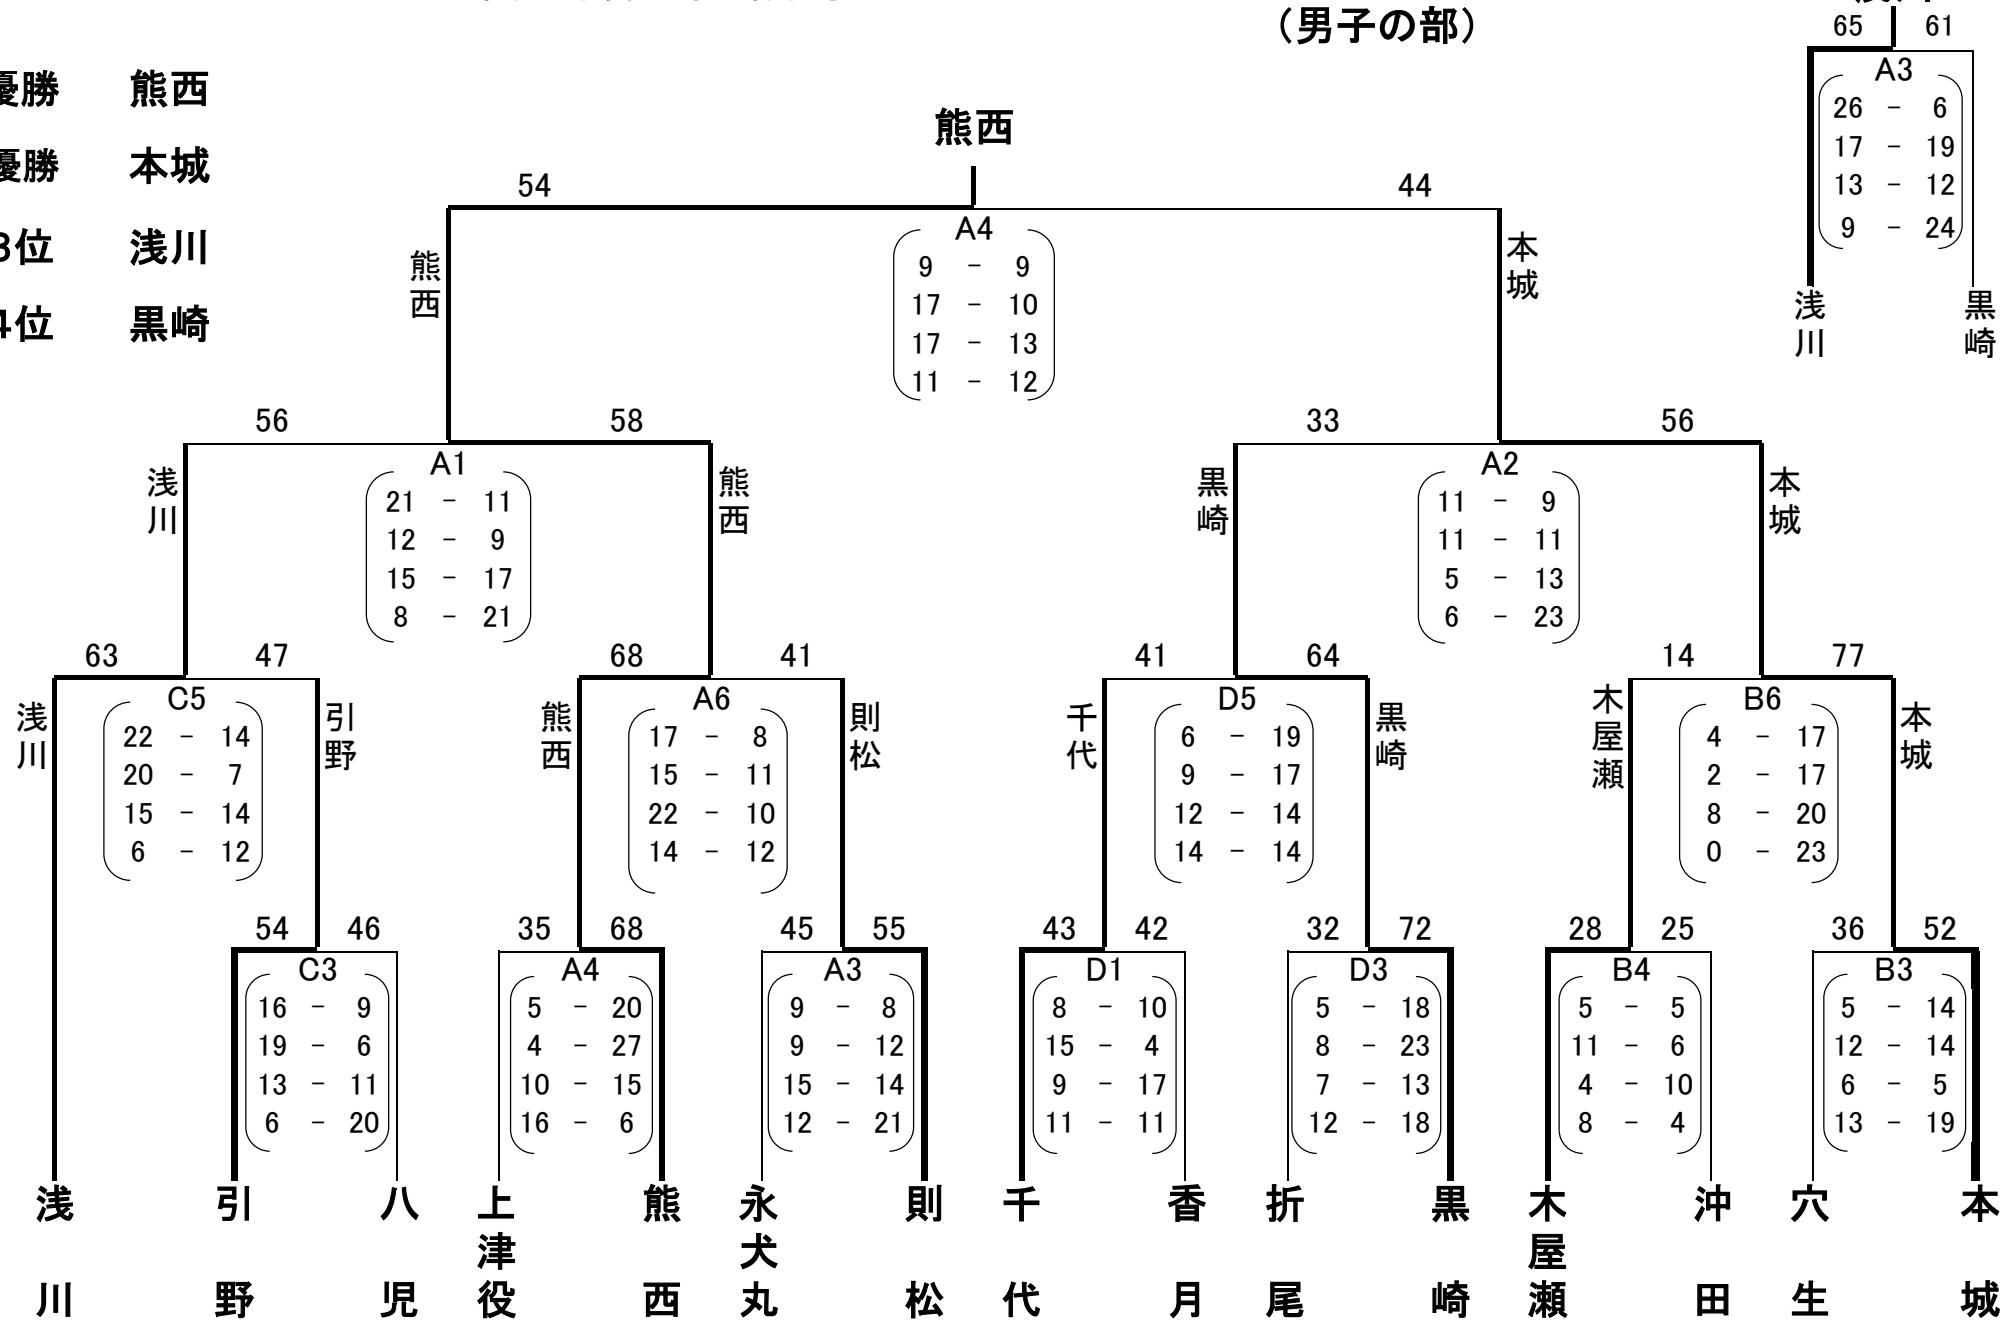 （男子の部）
65 61
A3
26 - 6
17 - 19
13 - 12
9 - 24
浅川
黒崎
優勝 熊西
優勝 本城
3位 浅川
4位 黒崎
熊西
54 44
熊西
本城
A4
9 - 9
17 - 10
17 - 13
11 - 12
56 58
浅川
熊西
A1
21 - 11
12 - 9
15 - 17
8 - 21
33 56
黒崎
本城
A2
11 - 9
11 - 11
5 - 13
6 - 23
63 47
浅川
引野
C5
22 - 14
20 - 7
15 - 14
6 - 12
68 41
熊西
則松
A6
17 - 8
15 - 11
22 - 10
14 - 12
41 64
千代
黒崎
D5
6 - 19
9 - 17
12 - 14
14 - 14
14 77
木屋瀬
本城
B6
4 - 17
2 - 17
8 - 20
0 - 23
54 46
C3
16 - 9
19 - 6
13 - 11
6 - 20
35 68
A4
5 - 20
4 - 27
10 - 15
16 - 6
45 55
A3
9 - 8
9 - 12
15 - 14
12 - 21
43 42
D1
8 - 10
15 - 4
9 - 17
11 - 11
32 72
D3
5 - 18
8 - 23
7 - 13
12 - 18
28 25
B4
5 - 5
11 - 6
4 - 10
8 - 4
36 52
B3
5 - 14
12 - 14
6 - 5
13 - 19
浅川
引野
八児
上津役
熊西
永犬丸
則松
千代
香月
折尾
黒崎
木屋瀬
沖田
穴生
本城